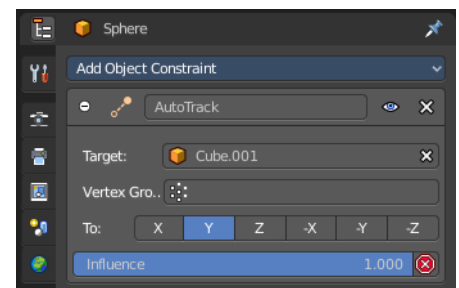 Sphere
Add Object Constraint
AutoTrack
Target: Cube.001
Vertex Gro..
To: X Y Z -X -Y -Z
Influence 1.000